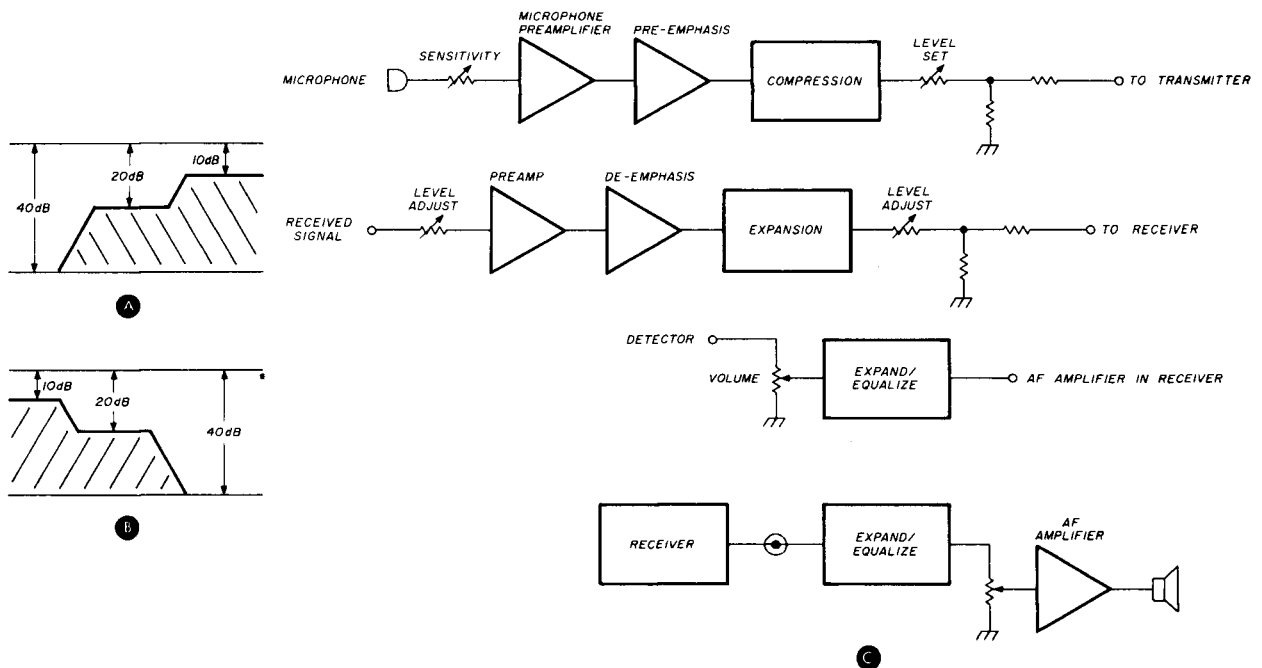 MICROPHONE
PREAMPLIFIER
PRE-EMPHASIS
SENSITIVITY
LEVEL
SET
MICROPHONE
COMPRESSION
TO TRANSMITTER
10dB
20dB
40dB
A
PREAMP
DE-EMPHASIS
LEVEL
ADJUST
LEVEL
ADJUST
RECEIVED
SIGNAL
EXPANSION
TO RECEIVER
DETECTOR
VOLUME
EXPAND/
EQUALIZE
AF AMPLIFIER IN RECEIVER
10dB
20dB
40dB
B
RECEIVER
EXPAND/
EQUALIZE
AF
AMPLIFIER
C